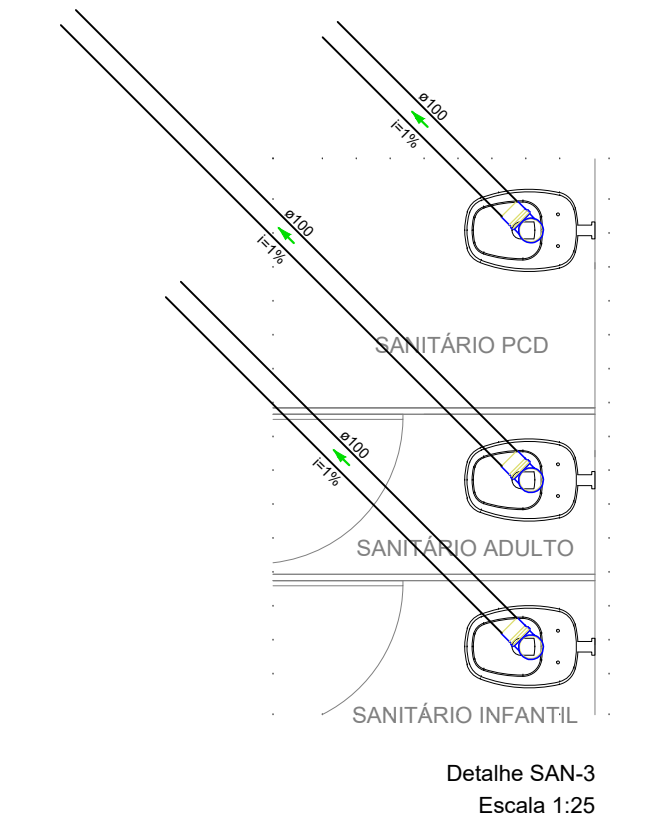 ø100
i=1%
ø100
i=1%
SANITÁRIO PCD
ø100
i=1%
SANITÁRIO ADULTO
SANITÁRIO INFANTIL
Detalhe SAN-3
Escala 1:25